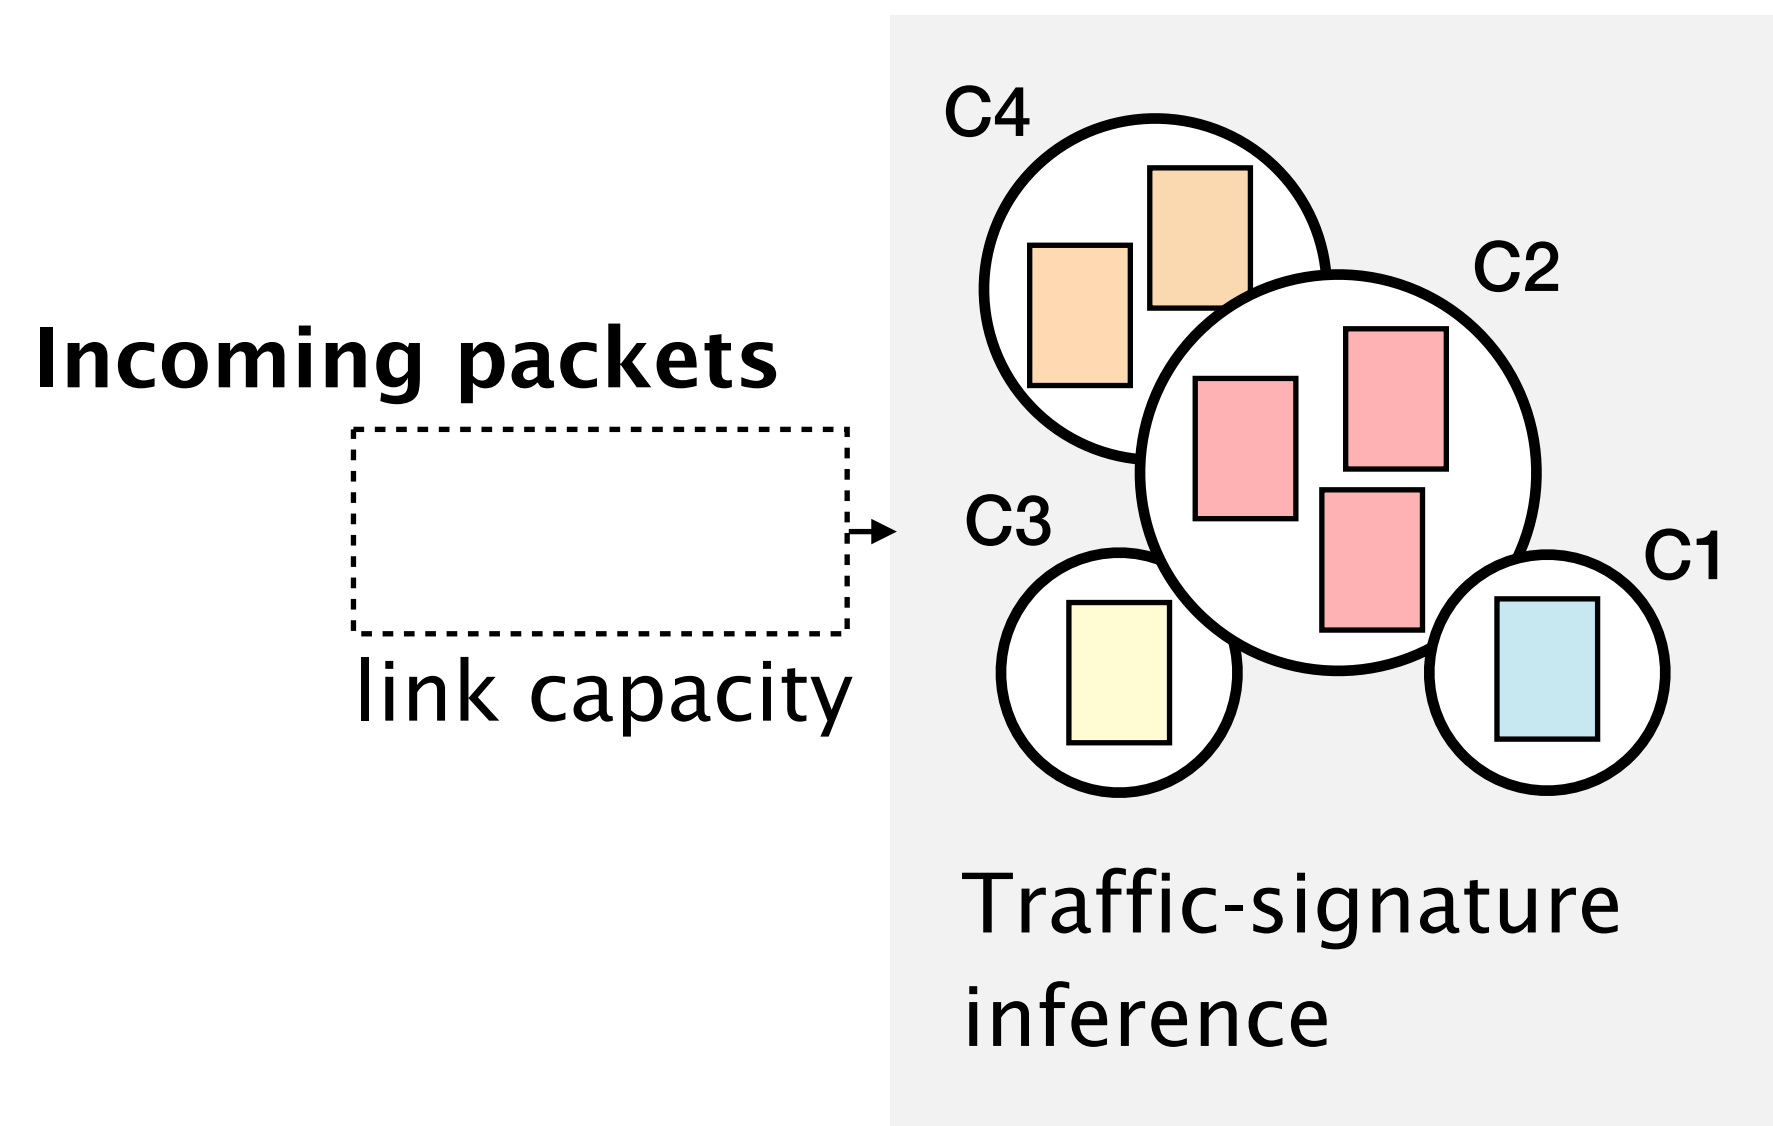 C4
C2
Incoming packets
C3
C1
link capacity
Traffic-signature
inference